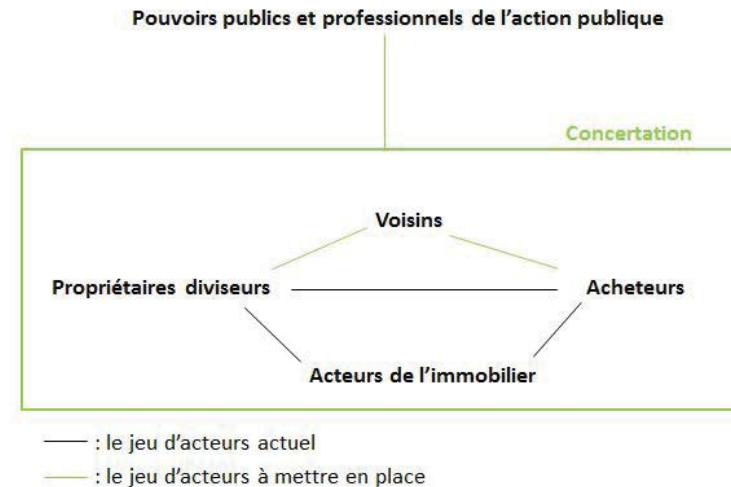 Pouvoirs publics et professionnels de l’action publique
Concertation
Voisins
Propriétaires diviseurs
Acheteurs
Acteurs de l’immobilier
: le jeu d’acteurs actuel
: le jeu d’acteurs à mettre en place